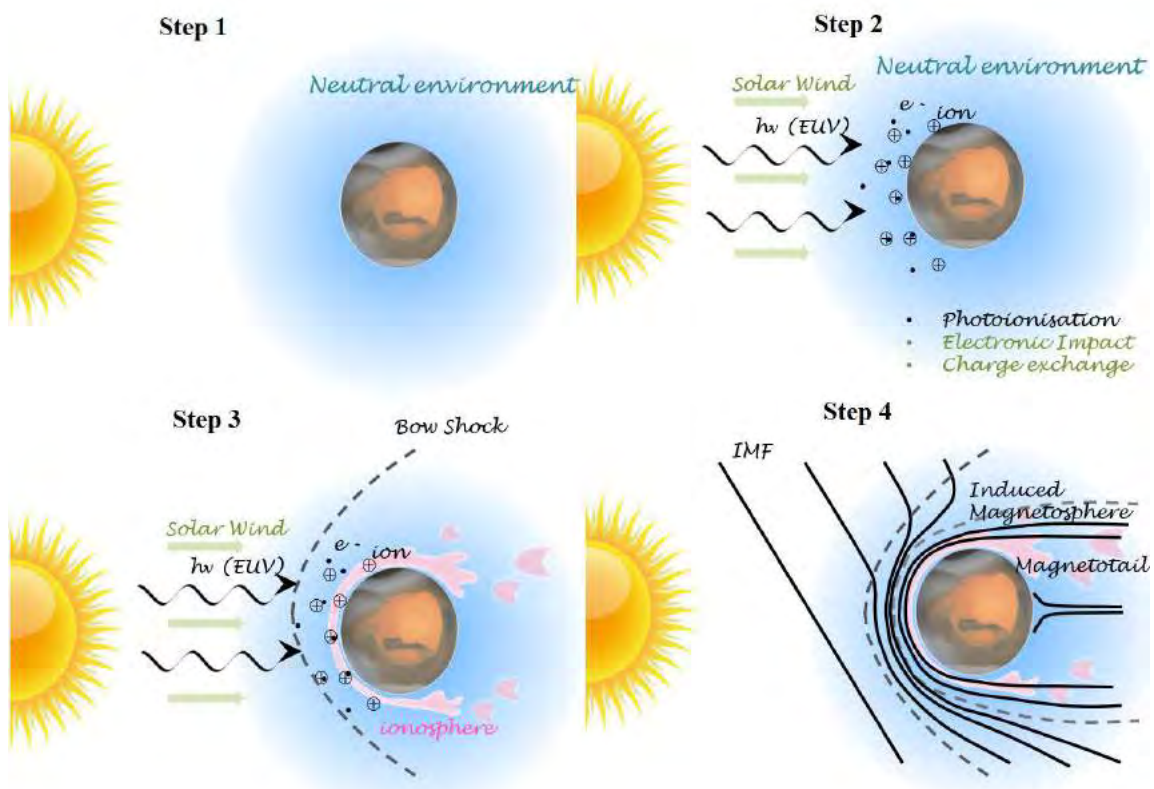 Step 1
Neutral environment
Step 2
Solar Wind
Neutral environment
hν (EUV)
e -
ion
• Photoionisation
• Electronic Impact
• Charge exchange
Step 3
Bow Shock
Solar Wind
hν (EUV)
e -
ion
ionosphere
Step 4
IMF
Induced
Magnetosphere
Magnetotail